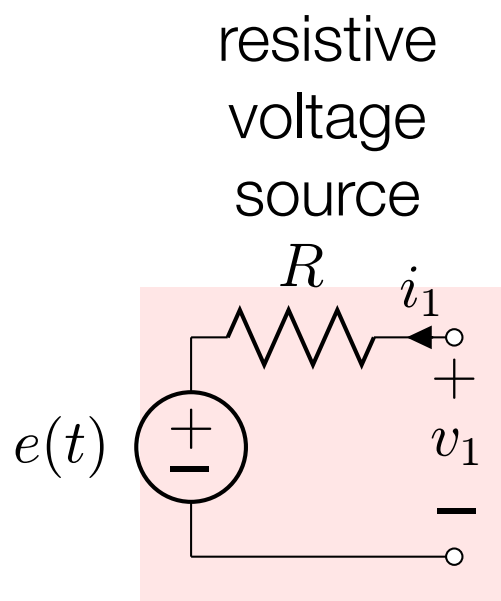 resistive
voltage
source
R
i₁
+
e(t)
+
−
v₁
−